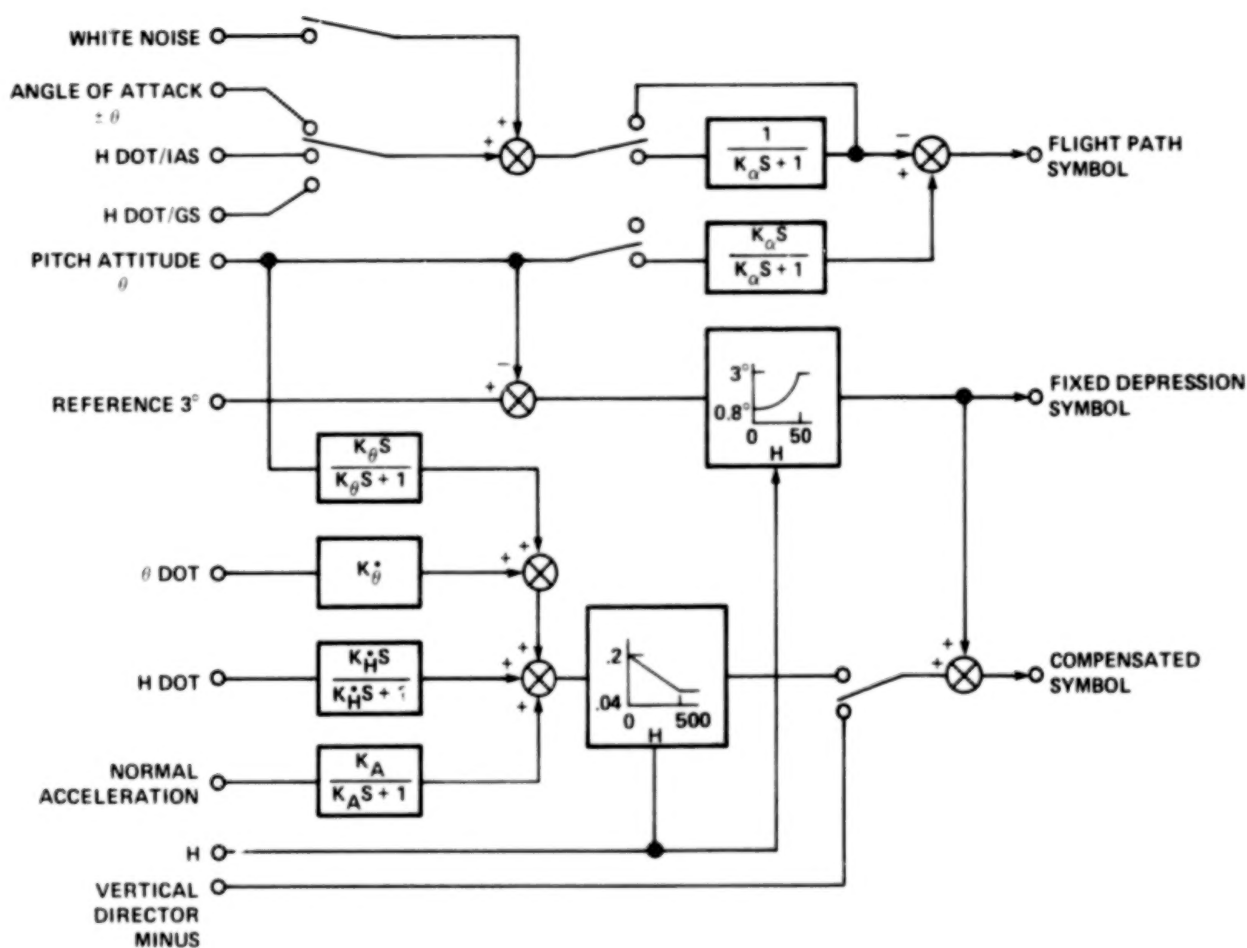 WHITE NOISE
ANGLE OF ATTACK
± θ
H DOT/IAS
H DOT/GS
PITCH ATTITUDE
θ
REFERENCE 3°
θ DOT
H DOT
NORMAL
ACCELERATION
H
VERTICAL
DIRECTOR
MINUS
+
+
1
KαS + 1
−
+
FLIGHT PATH
SYMBOL
KαS
KαS + 1
−
+
3°
0.8°
0 50
H
FIXED DEPRESSION
SYMBOL
KθS
KθS + 1
+
+
Kθ̇
KḢS
KḢS +
+
+
+
.2
.04
0 500
H
+
+
COMPENSATED
SYMBOL
KA
KAS + 1